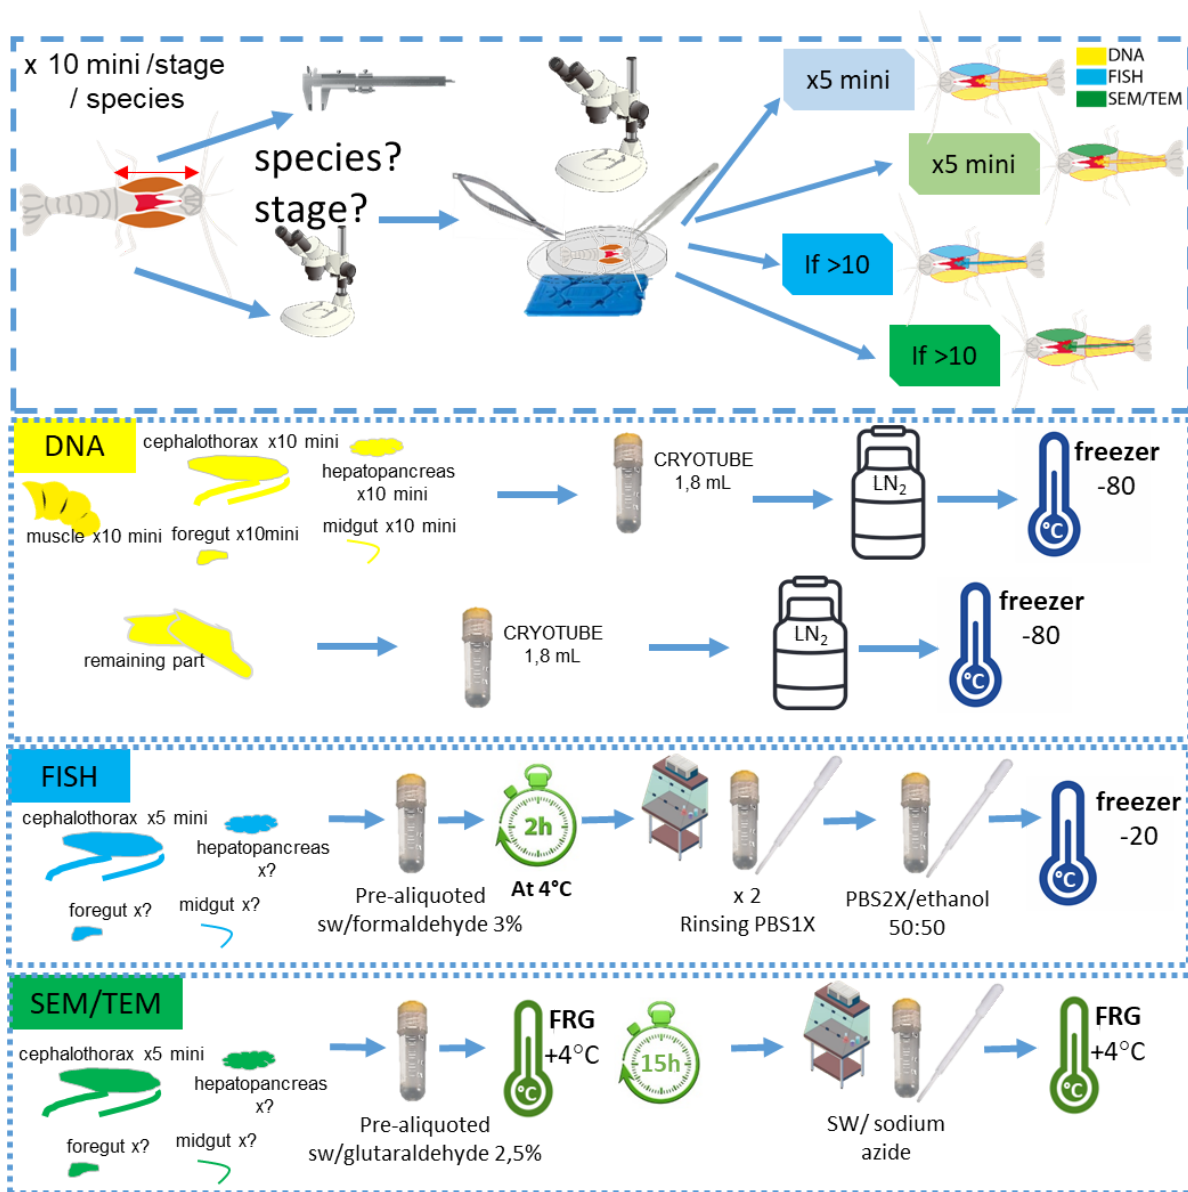 x 10 mini /stage
/ species
species?
stage?
x5 mini
x5 mini
If >10
If >10
DNA
FISH
SEM/TEM
DNA
cephalothorax x10 mini
hepatopancreas
x10 mini
muscle x10 mini
foregut x10mini
midgut x10 mini
CRYOTUBE
1,8 mL
LN2
freezer
-80
°C
remaining part
CRYOTUBE
1,8 mL
LN2
freezer
-80
°C
FISH
cephalothorax x5 mini
hepatopancreas
x?
foregut x?
midgut x?
Pre-aliquoted
sw/formaldehyde 3%
2h
At 4°C
x 2
Rinsing PBS1X
PBS2X/ethanol
50:50
freezer
-20
°C
SEM/TEM
cephalothorax x5 mini
hepatopancreas
x?
foregut x?
midgut x?
Pre-aliquoted
sw/glutaraldehyde 2,5%
FRG
+4°C
°C
15h
SW/ sodium
azide
FRG
+4°C
°C